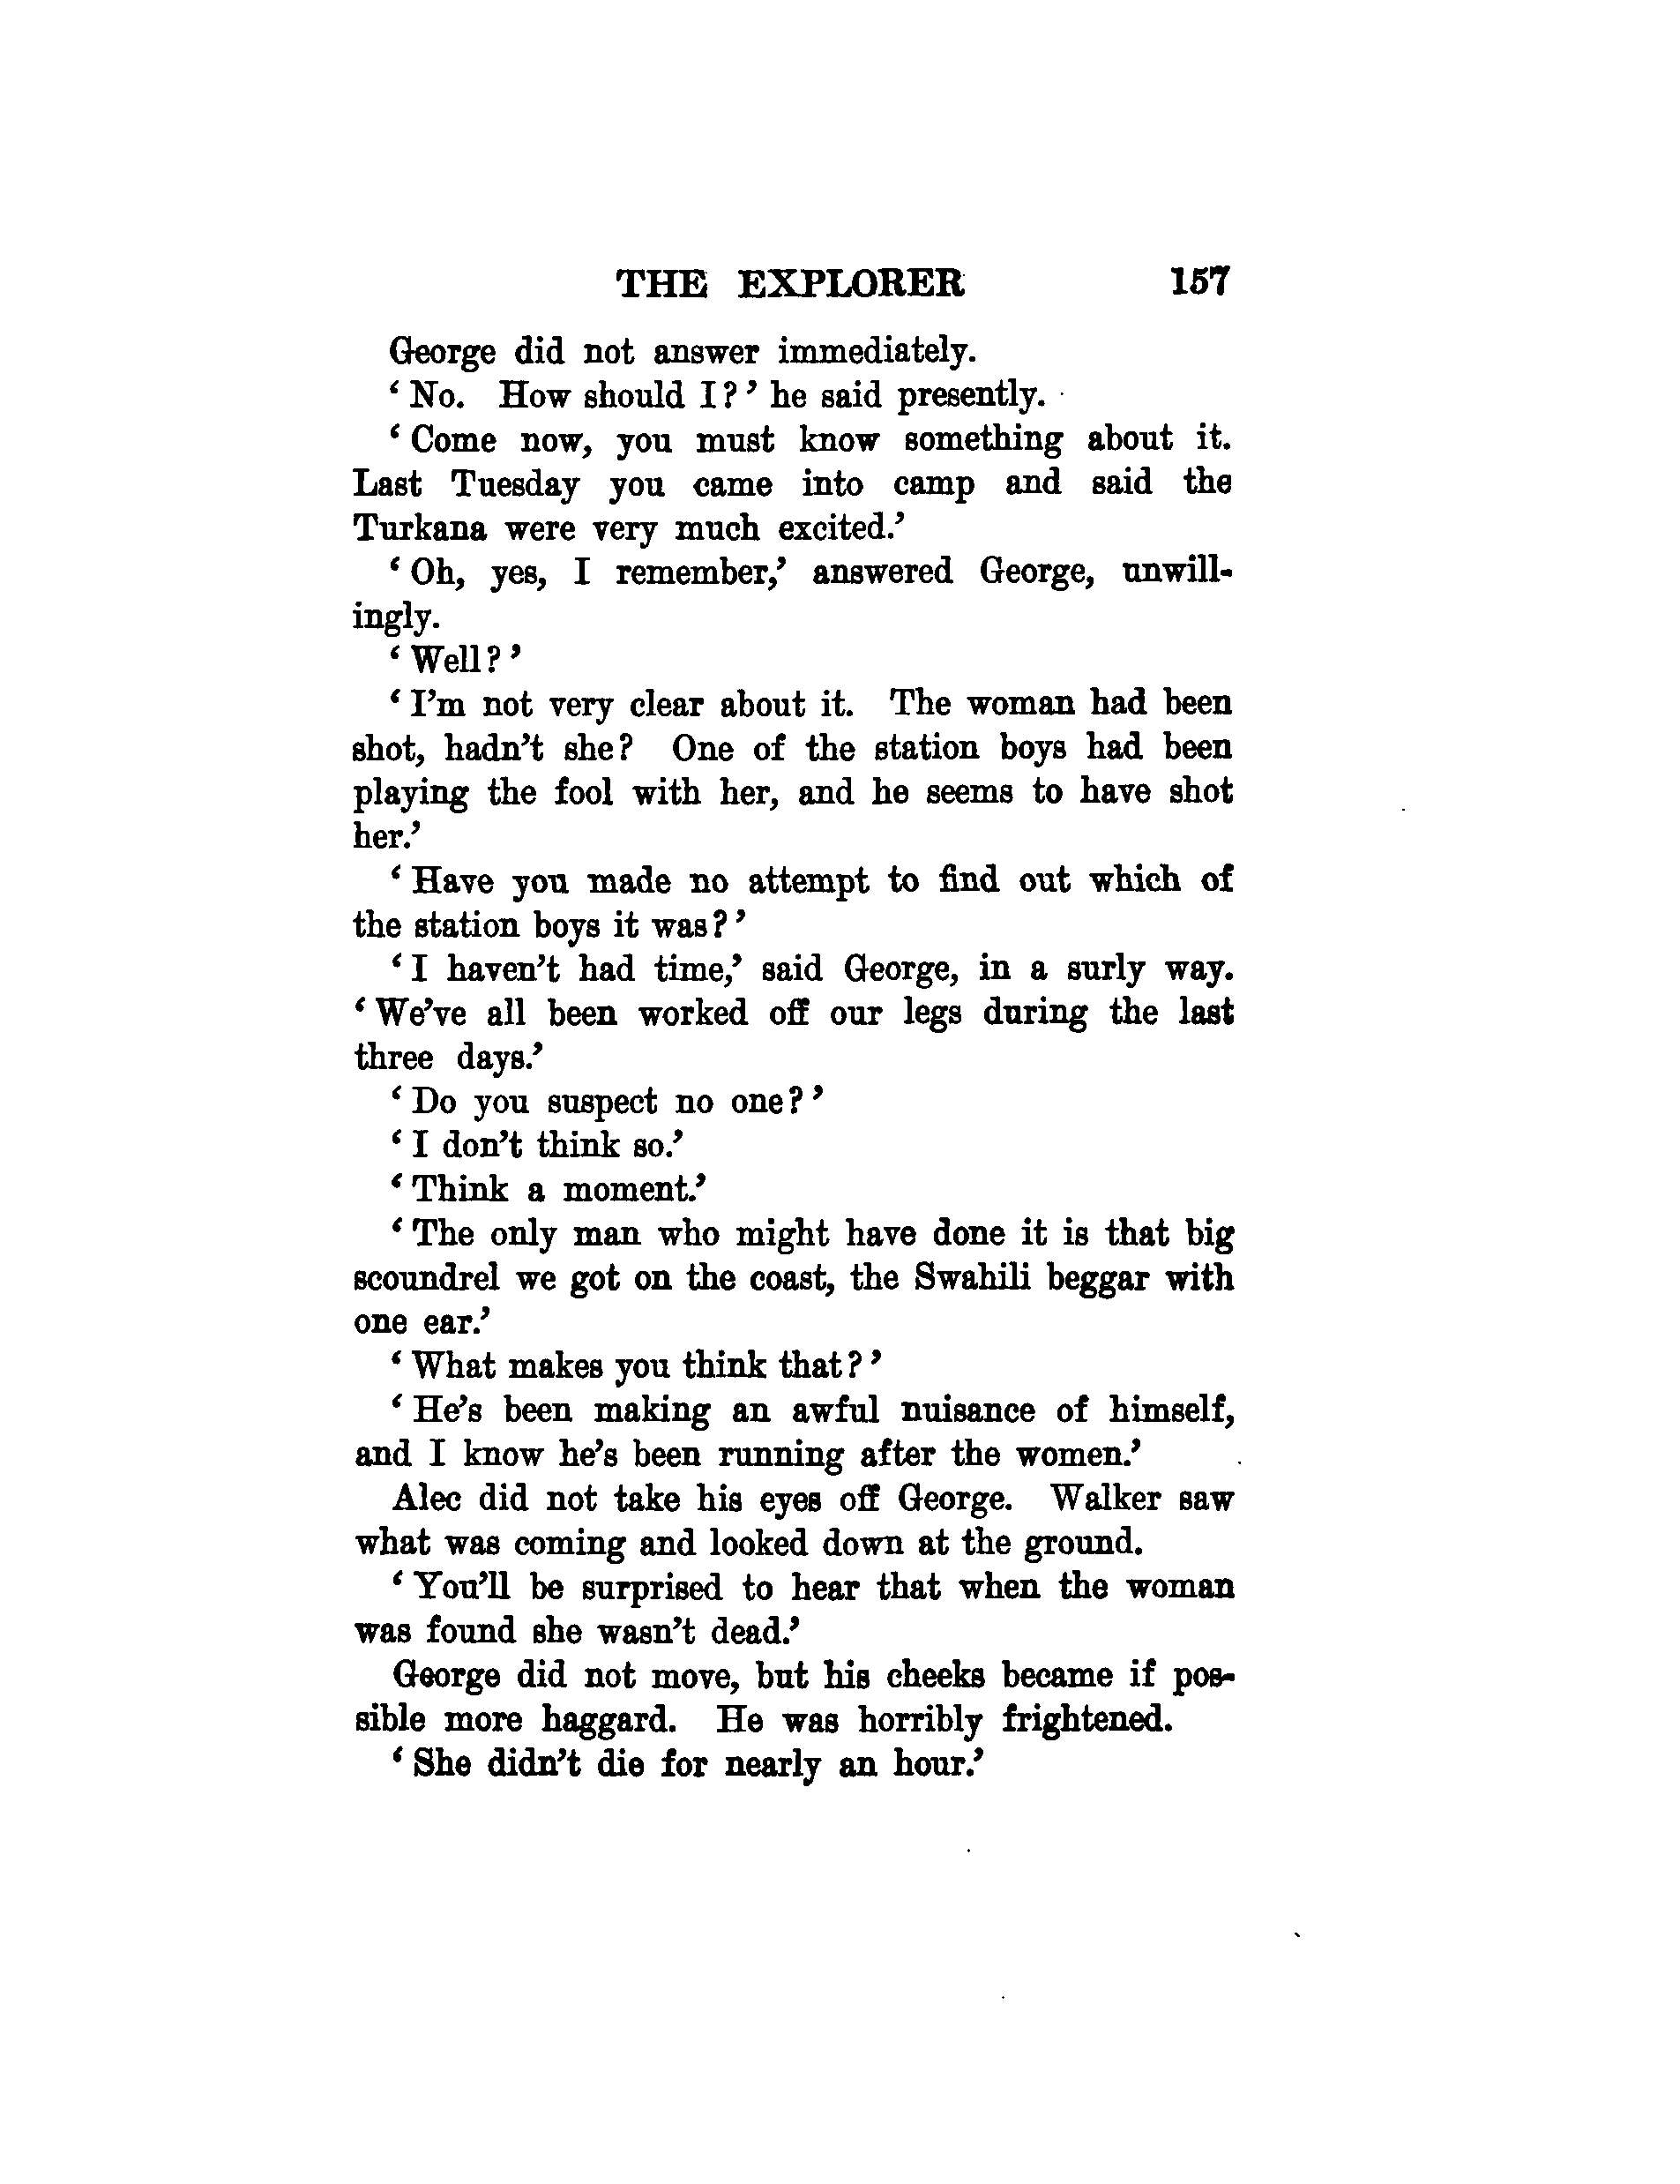 THE EXPLORER 157
George did not answer immediately.
‘No. How should I?’ he said presently.
‘Come now, you must know something about it.
Last Tuesday you came into camp and said the
Turkana were very much excited.’
‘Oh, yes, I remember,’ answered George, unwill-
ingly.
‘Well?’
‘I’m not very clear about it. The woman had been
shot, hadn’t she? One of the station boys had been
playing the fool with her, and he seems to have shot
her.’
‘Have you made no attempt to find out which of
the station boys it was?’
‘I haven’t had time,’ said George, in a surly way.
‘We’ve all been worked off our legs during the last
three days.’
‘Do you suspect no one?’
‘I don’t think so.’
‘Think a moment.’
‘The only man who might have done it is that big
scoundrel we got on the coast, the Swahili beggar with
one ear.’
‘What makes you think that?’
‘He’s been making an awful nuisance of himself,
and I know he’s been running after the women.’
Alec did not take his eyes off George. Walker saw
what was coming and looked down at the ground.
‘You’ll be surprised to hear that when the woman
was found she wasn’t dead.’
George did not move, but his cheeks became if pos-
sible more haggard. He was horribly frightened.
‘She didn’t die for nearly an hour.’